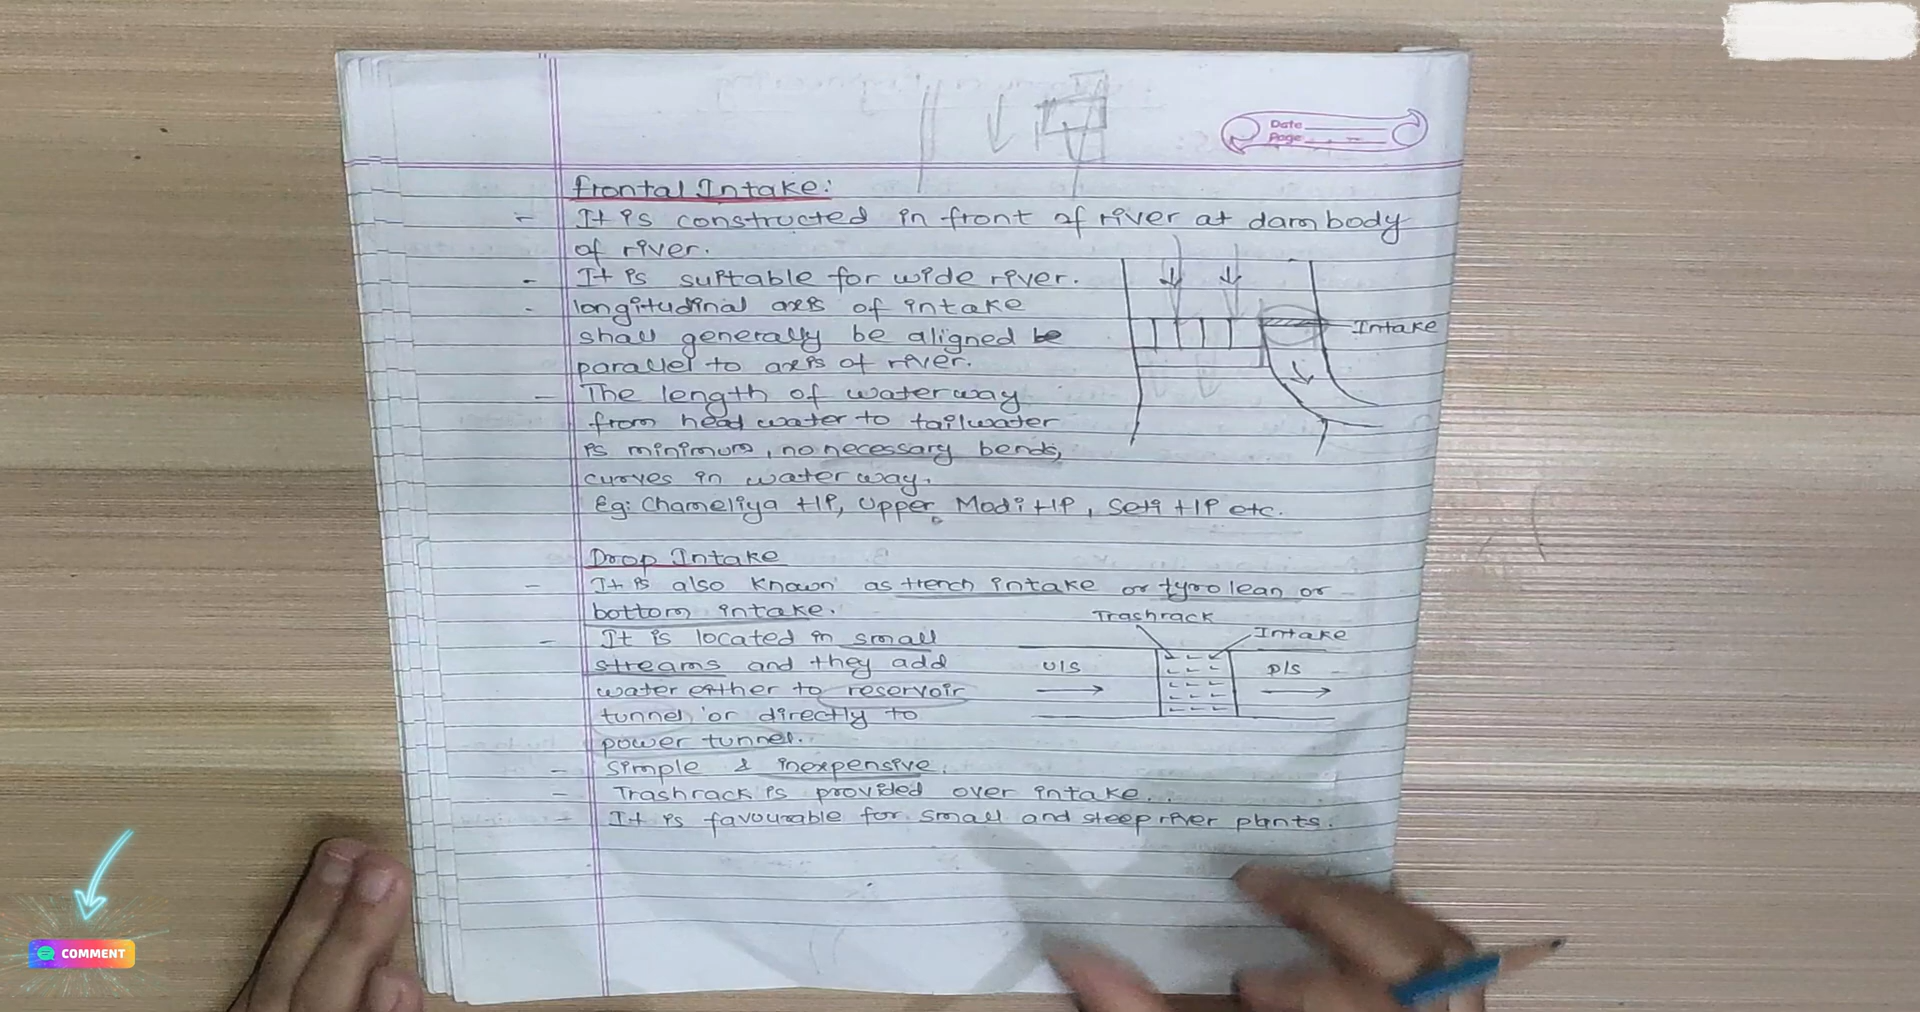 Date
Page
Frontal Intake:
- It is constructed in front of river at dam body
of river.
- It is suitable for wide river.
- longitudinal axis of intake
shall generally be aligned be
parallel to axis of river.
Intake
- The length of water way
from head water to tailwater
is minimum, no necessary bends,
curves in water way.
Eg: Chameliya HP, Upper Modi HP, Seti HP etc.
Drop Intake
- It is also known as trench intake or tyrolean or
bottom intake.
Trashrack
Intake
- It is located in small
streams and they add
U/S
D/S
water either to reservoir
tunnel or directly to
power tunnel.
- Simple & inexpensive.
- Trashrack is provided over intake.
- It is favourable for small and steep river plants.
COMMENT